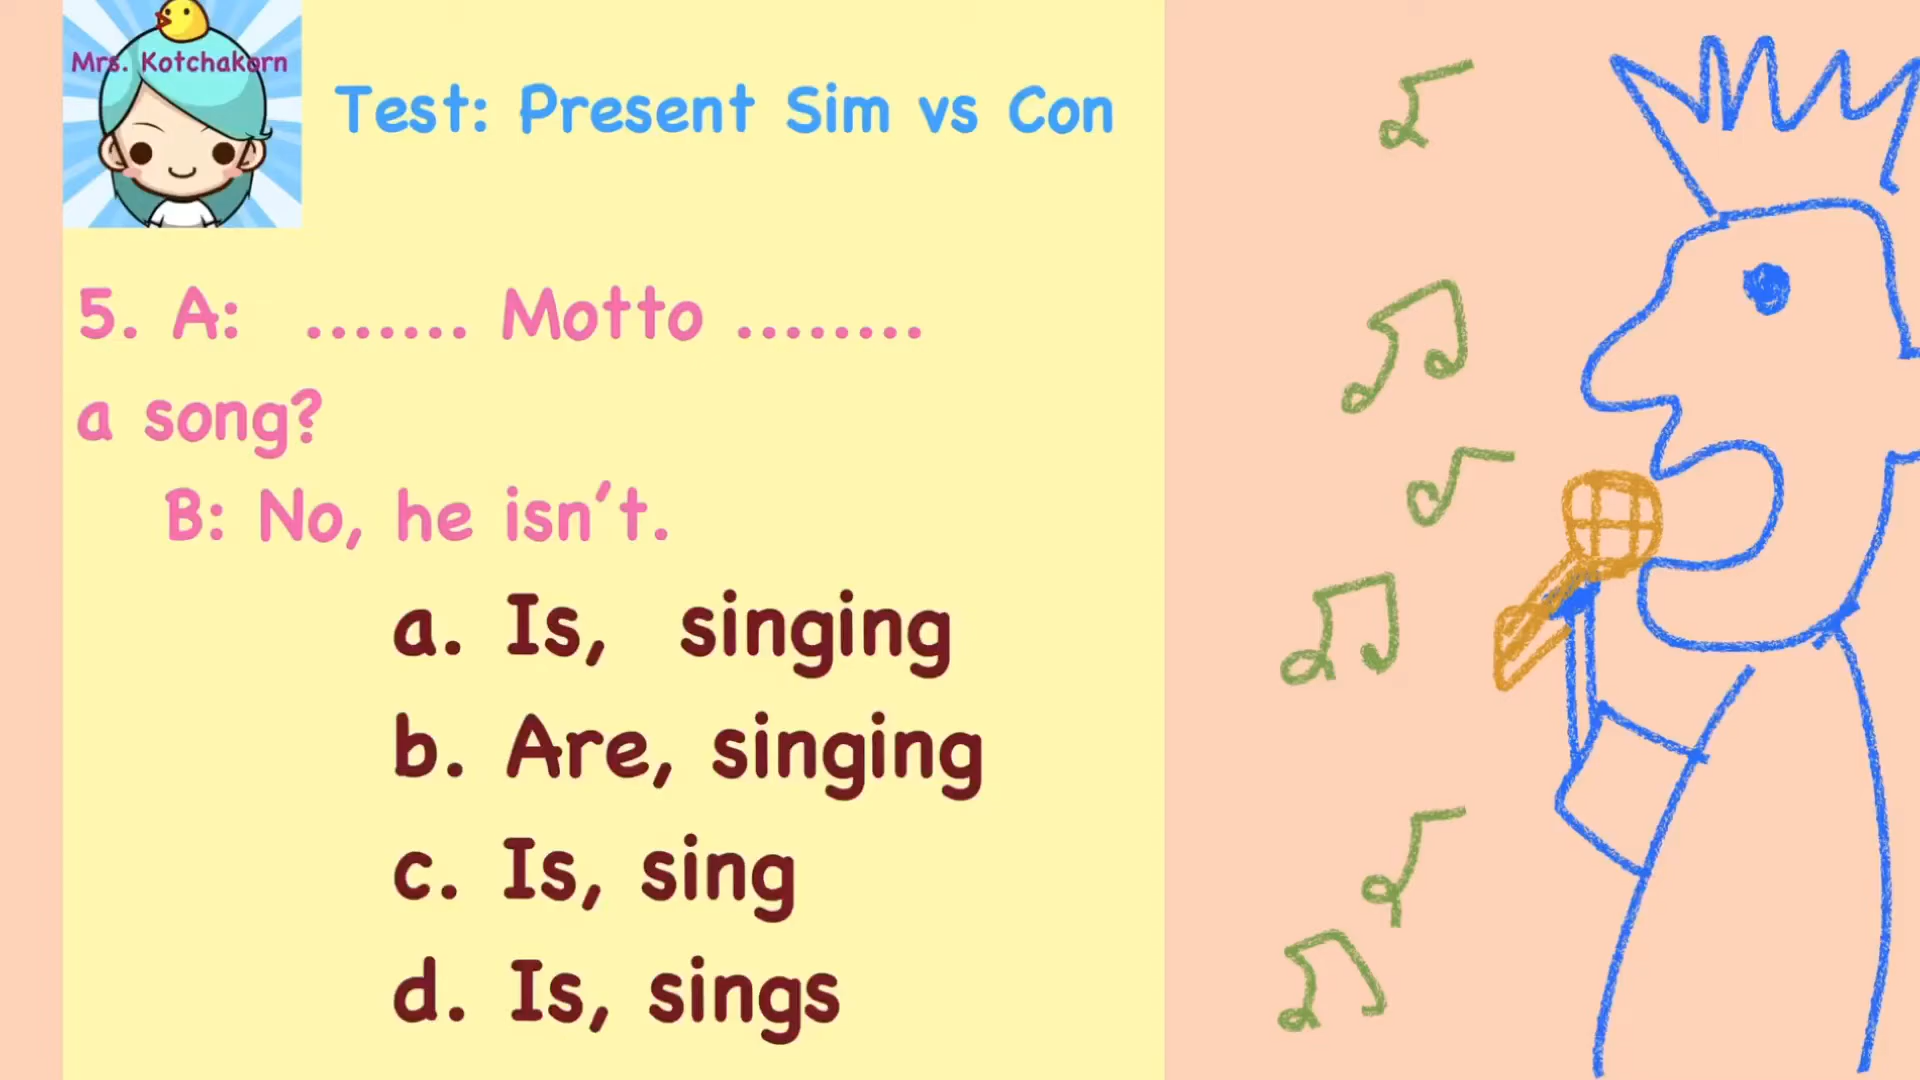 Mrs. Kotchakorn
Test: Present Sim vs Con
5. A: ....... Motto ........
a song?
B: No, he isn't.
a. Is, singing
b. Are, singing
c. Is, sing
d. Is, sings